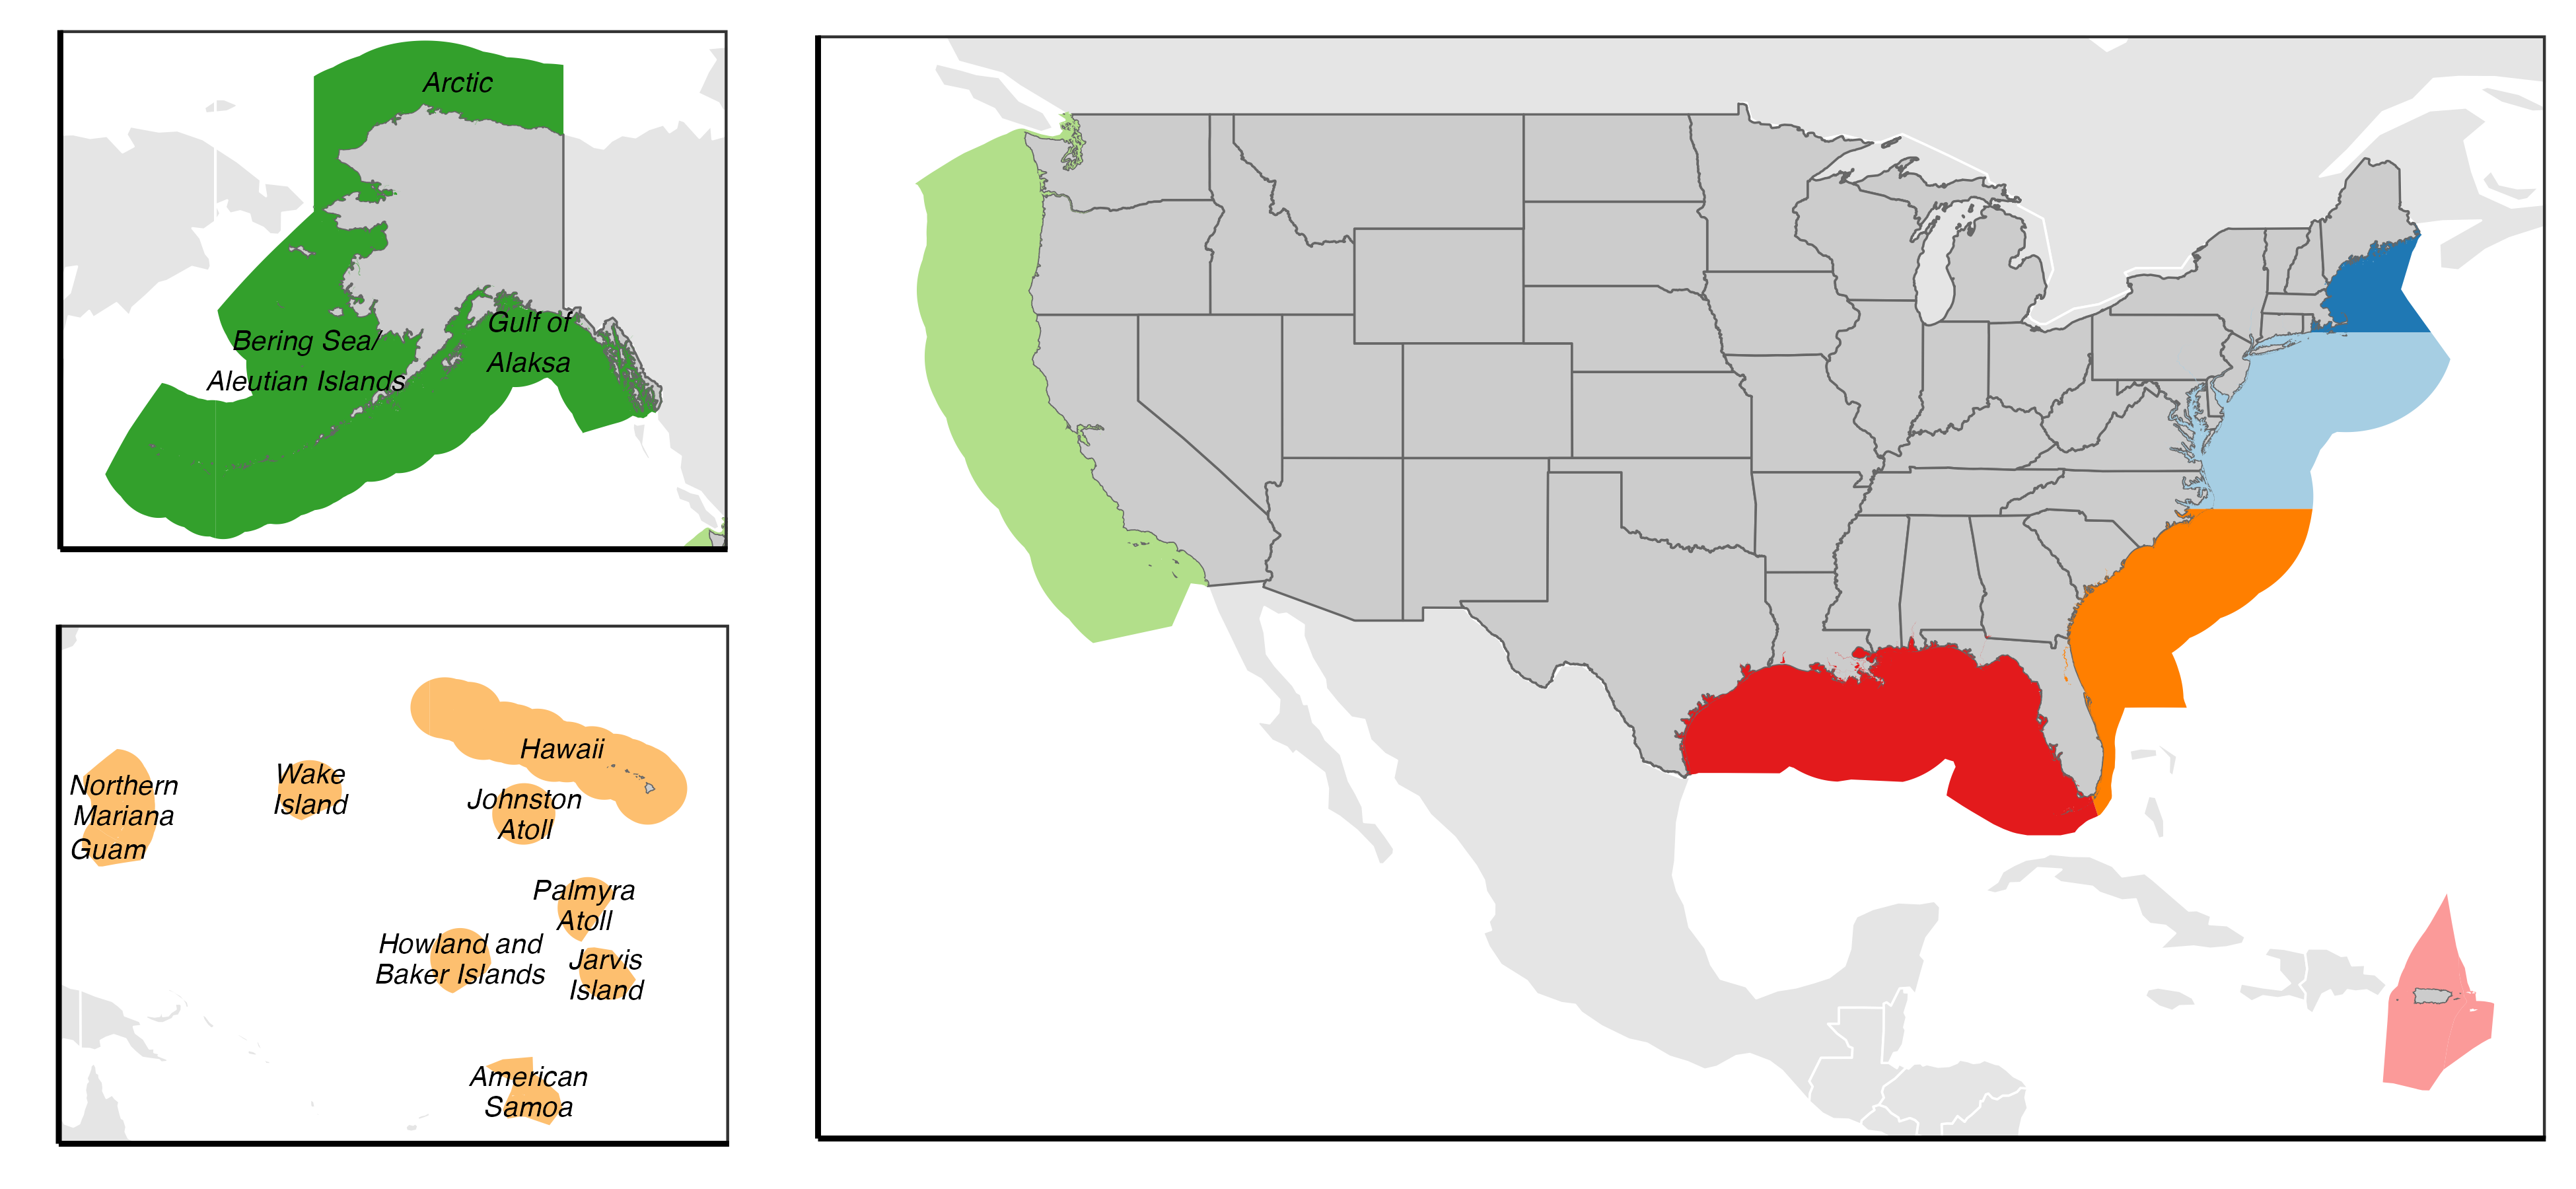 Arctic
Gulf of
Alaksa
Bering Sea/
Aleutian Islands
Hawaii
Northern
Mariana
Guam
Wake
Island
Johnston
Atoll
Palmyra
Atoll
Howland and
Baker Islands
Jarvis
Island
American
Samoa